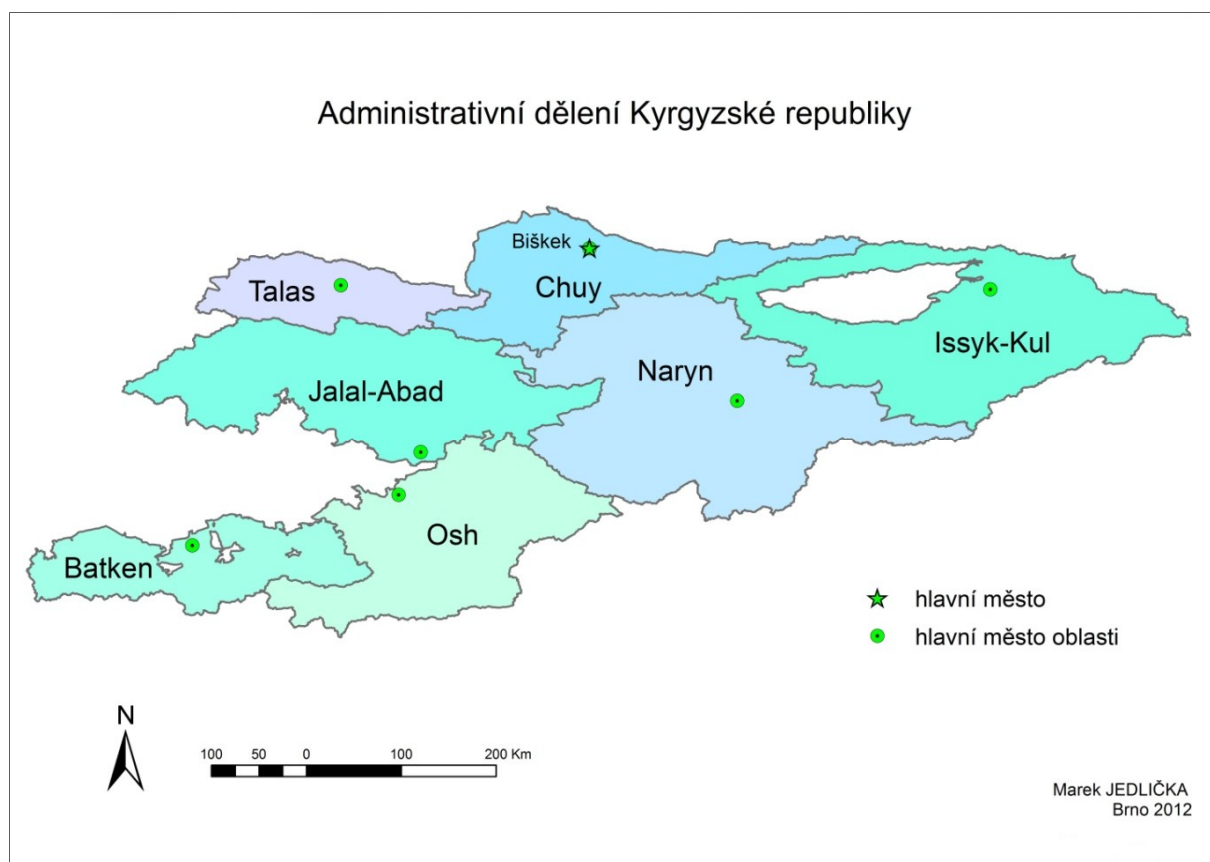 Administrativní dělení Kyrgyzské republiky
Biškek
Talas
Chuy
Issyk-Kul
Naryn
Jalal-Abad
Osh
Batken
hlavní město
hlavní město oblasti
N
100 50 0 100 200 Km
Marek JEDLIČKA
Brno 2012